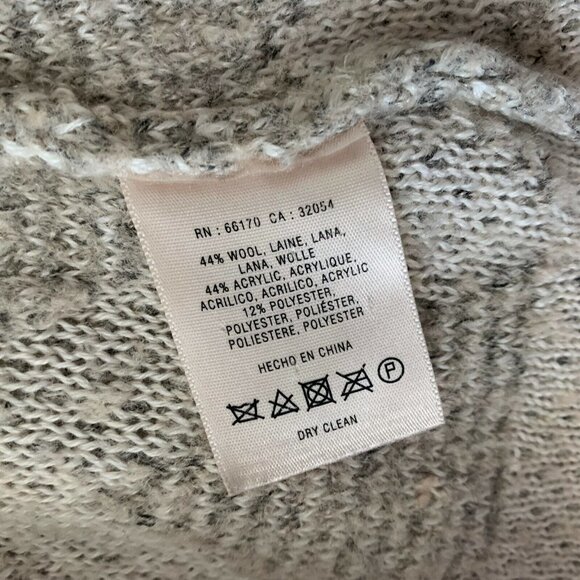 RN : 66170 CA : 32054
44% WOOL, LAINE, LANA,
LANA, WOLLE
44% ACRYLIC, ACRYLIQUE,
ACRILICO, ACRILICO, ACRYLIC
12% POLYESTER,
POLYESTER, POLIÉSTER,
POLIESTERE, POLYESTER
HECHO EN CHINA
P
DRY CLEAN